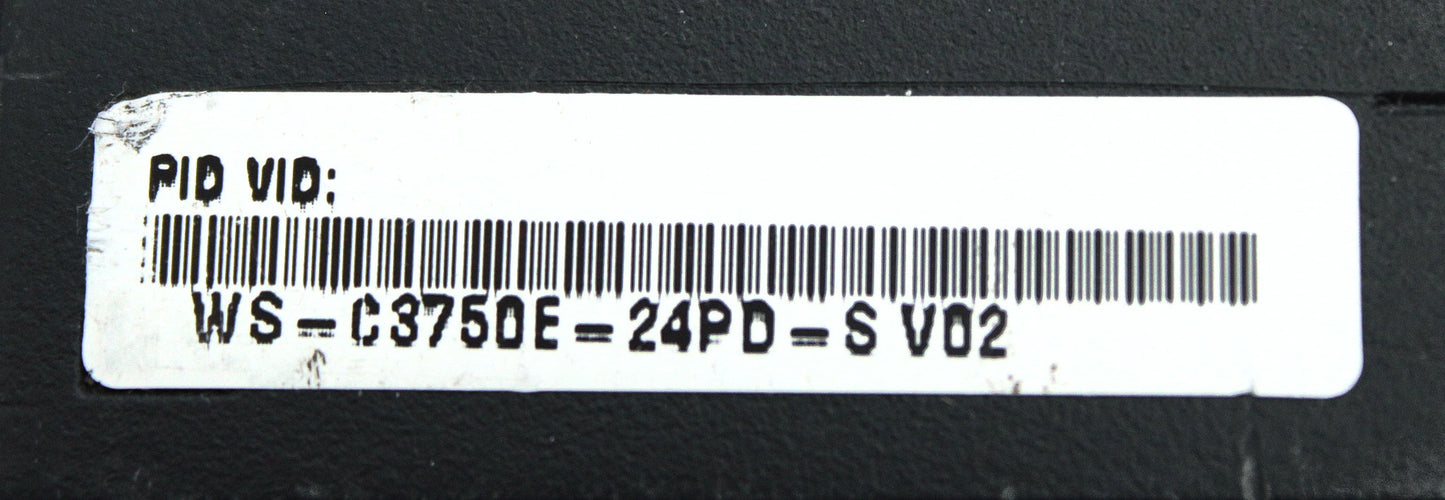 PID VID:
WS-C3750E-24PD-S V02